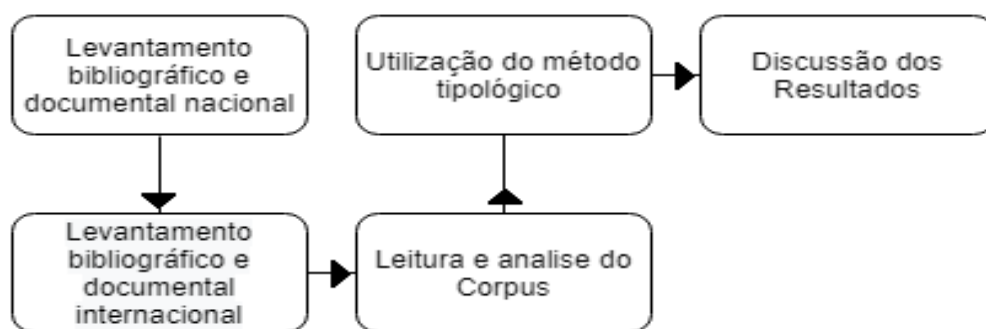 Levantamento
bibliográfico e
documental nacional
Levantamento
bibliográfico e
documental
internacional
Leitura e analise do
Corpus
Utilização do método
tipológico
Discussão dos
Resultados